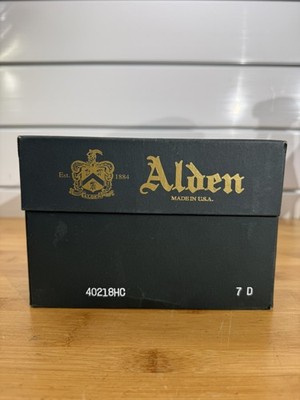 Est. 1884
Alden
MADE IN U.S.A.
40218HC 7 D